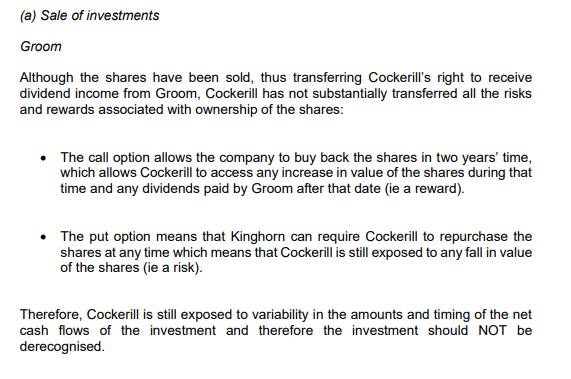 (a) Sale of investments
Groom
Although the shares have been sold, thus transferring Cockerill's right to receive
dividend income from Groom, Cockerill has not substantially transferred all the risks
and rewards associated with ownership of the shares:
• The call option allows the company to buy back the shares in two years' time,
which allows Cockerill to access any increase in value of the shares during that
time and any dividends paid by Groom after that date (ie a reward).
• The put option means that Kinghorn can require Cockerill to repurchase the
shares at any time which means that Cockerill is still exposed to any fall in value
of the shares (ie a risk).
Therefore, Cockerill is still exposed to variability in the amounts and timing of the net
cash flows of the investment and therefore the investment should NOT be
derecognised.